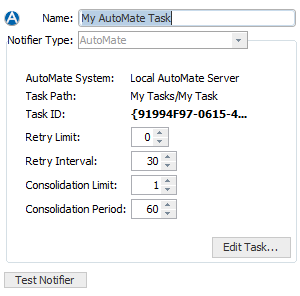 Name: My AutoMate Task
Notifier Type: AutoMate
AutoMate System: Local AutoMate Server
Task Path: My Tasks/My Task
Task ID: {91994F97-0615-4...
Retry Limit: 0
Retry Interval: 30
Consolidation Limit: 1
Consolidation Period: 60
Edit Task...
Test Notifier